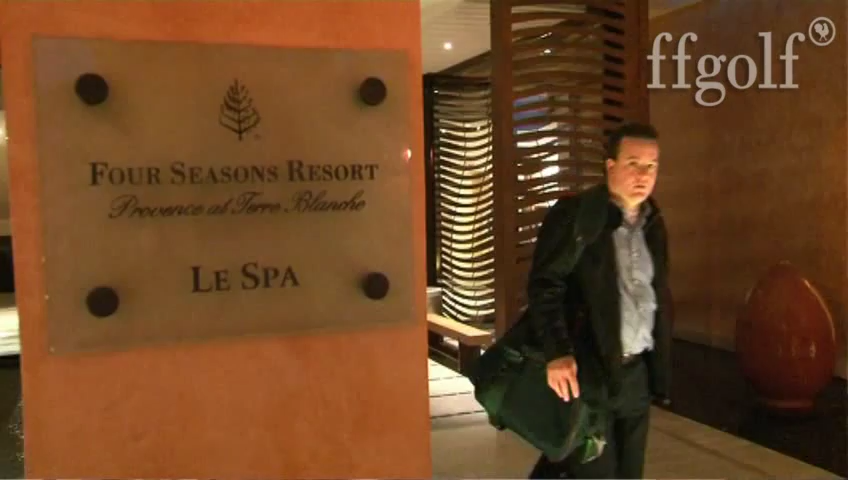 ffgolf
FOUR SEASONS RESORT
Provence at Terre Blanche
LE SPA